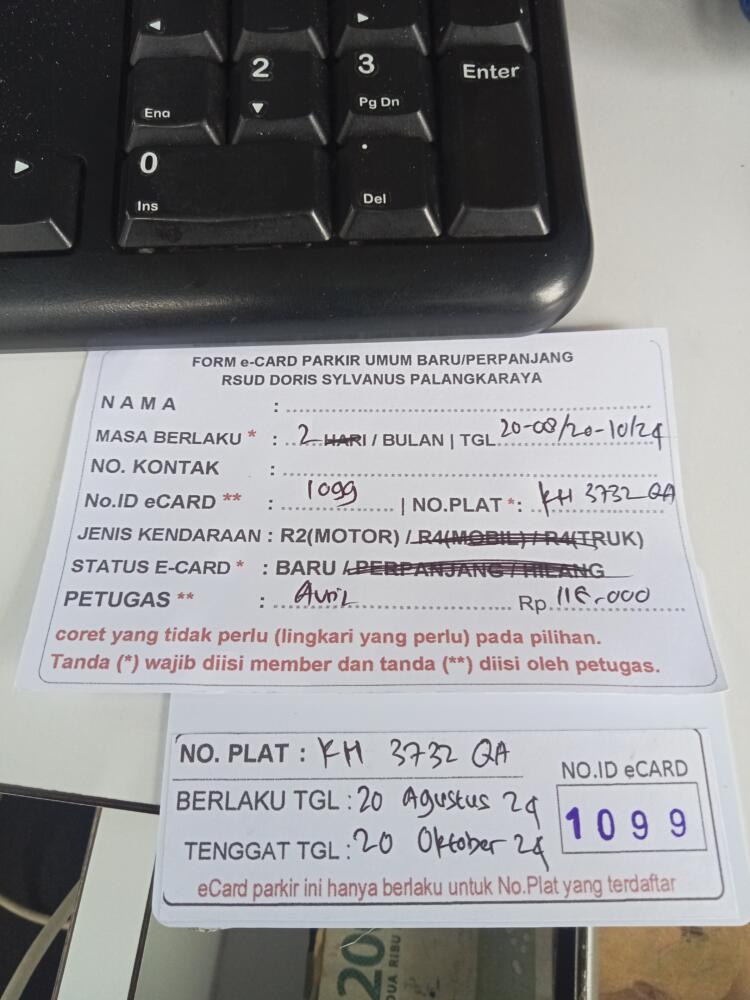 ◄
►
2
▼
3
Pg Dn
Enter
End
►
0
Ins
.
Del
FORM e-CARD PARKIR UMUM BARU/PERPANJANG
RSUD DORIS SYLVANUS PALANGKARAYA
N A M A :
MASA BERLAKU * : 2 HARI / BULAN | TGL 20-08/20-10/24
NO. KONTAK :
No.ID eCARD ** : 1099 | NO.PLAT *: KH 3732 QA
JENIS KENDARAAN : R2(MOTOR) / R4(MOBIL) / R4(TRUK)
STATUS E-CARD * : BARU / PERPANJANG / HILANG
PETUGAS ** : Avril Rp .000
coret yang tidak perlu (lingkari yang perlu) pada pilihan.
Tanda (*) wajib diisi member dan tanda (**) diisi oleh petugas.
NO. PLAT : KH 3732 QA
NO.ID eCARD
BERLAKU TGL : 20 Agustus 24
1099
TENGGAT TGL : 20 Oktober 24
eCard parkir ini hanya berlaku untuk No.Plat yang terdaftar
20
DUA RIBU